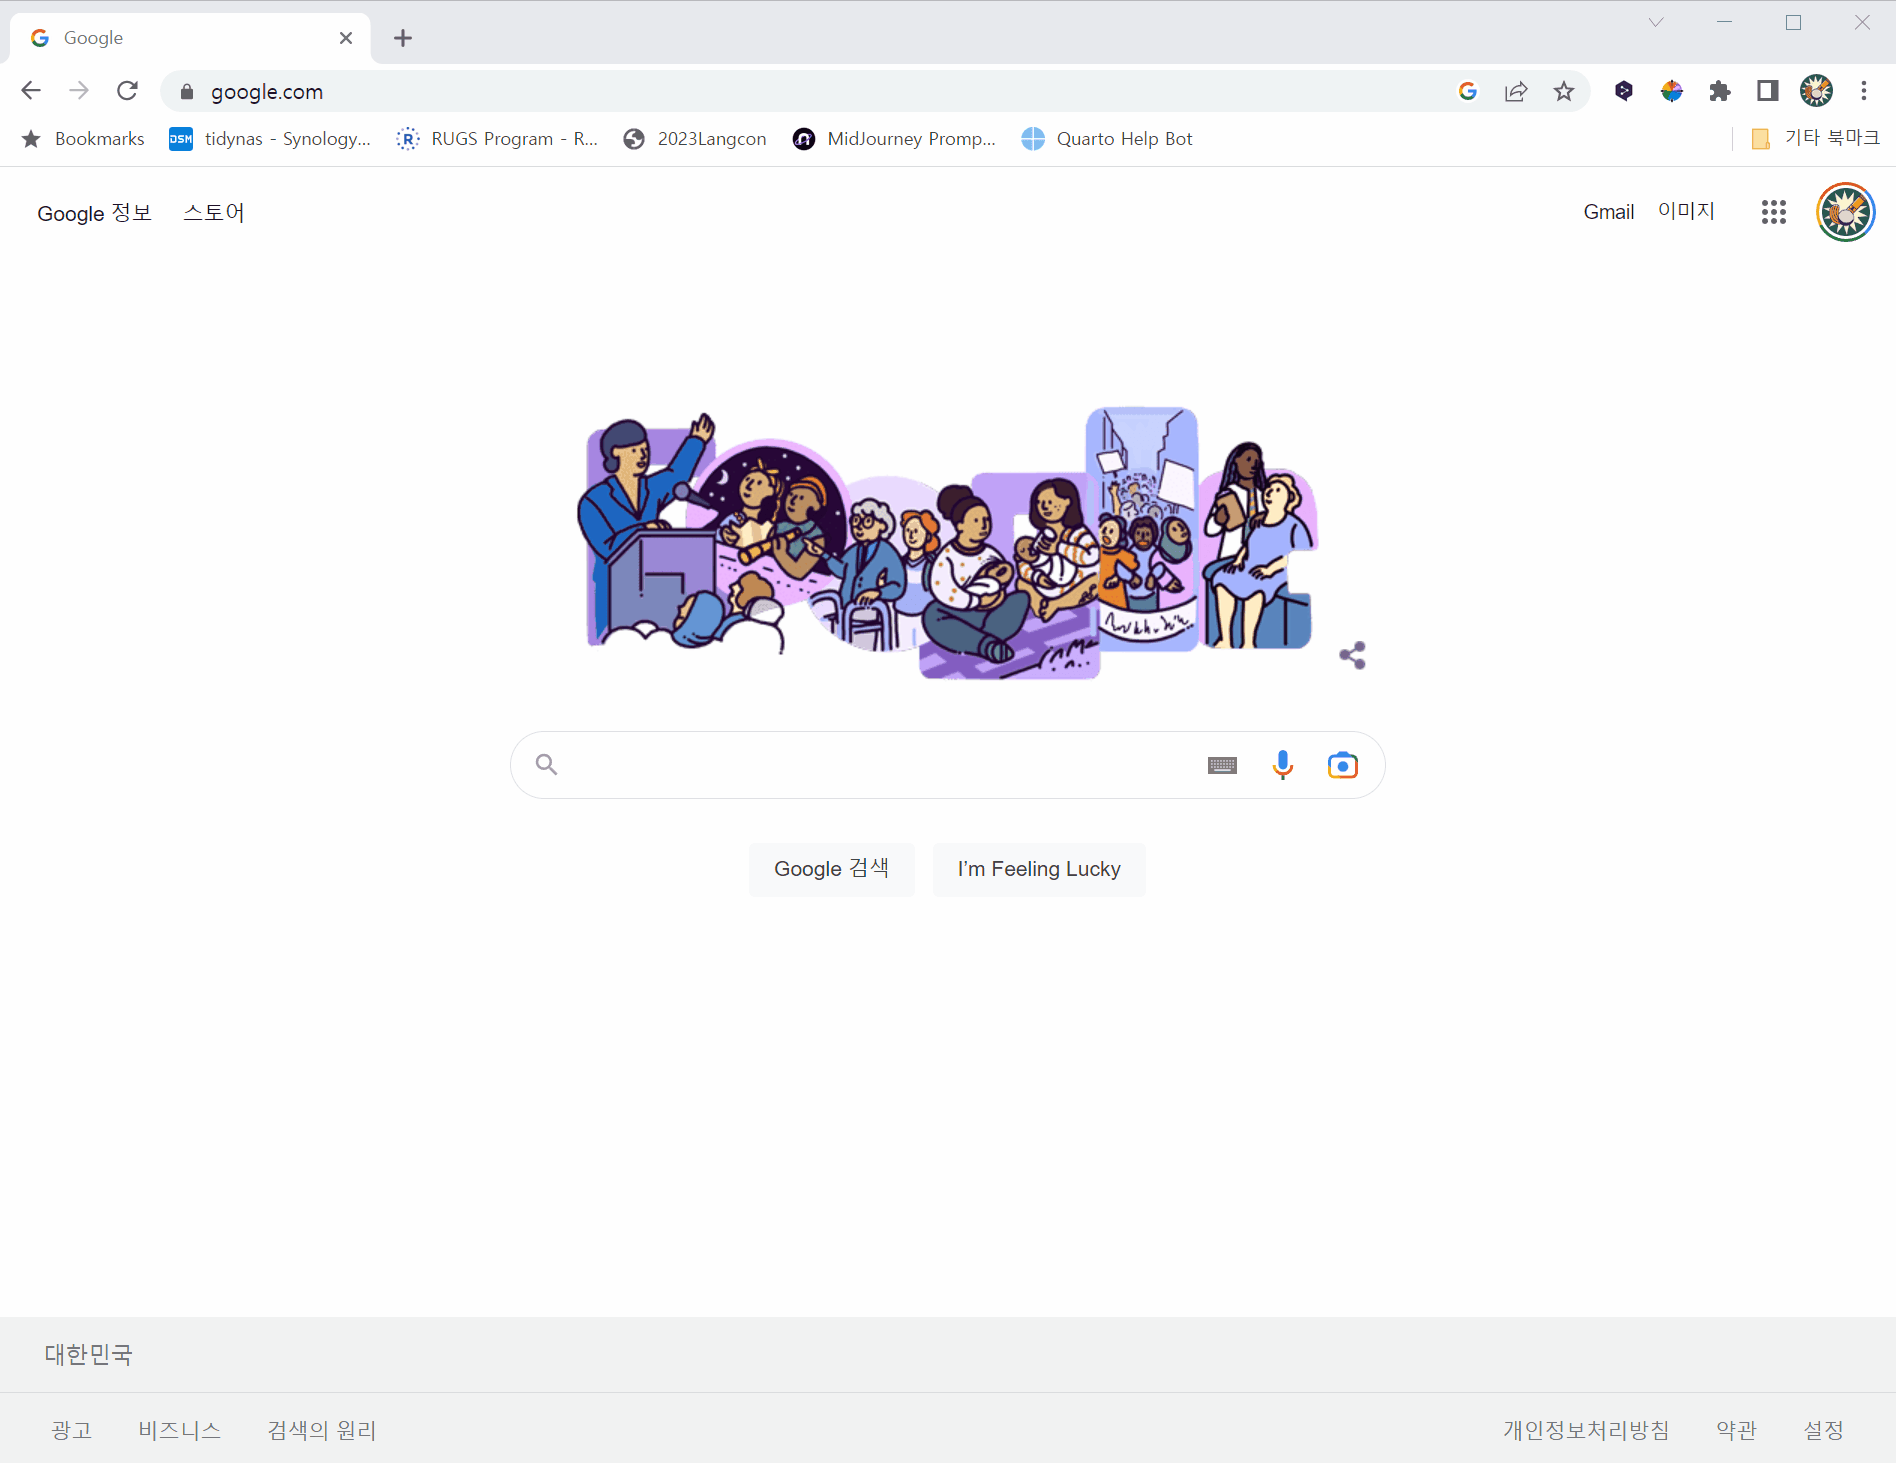 Google
google.com
Bookmarks
DSM
tidynas - Synology...
R
RUGS Program - R...
2023Langcon
MidJourney Promp...
Quarto Help Bot
기타 북마크
Google 정보
스토어
Gmail
이미지
Google 검색
I'm Feeling Lucky
대한민국
광고
비즈니스
검색의 원리
개인정보처리방침
약관
설정